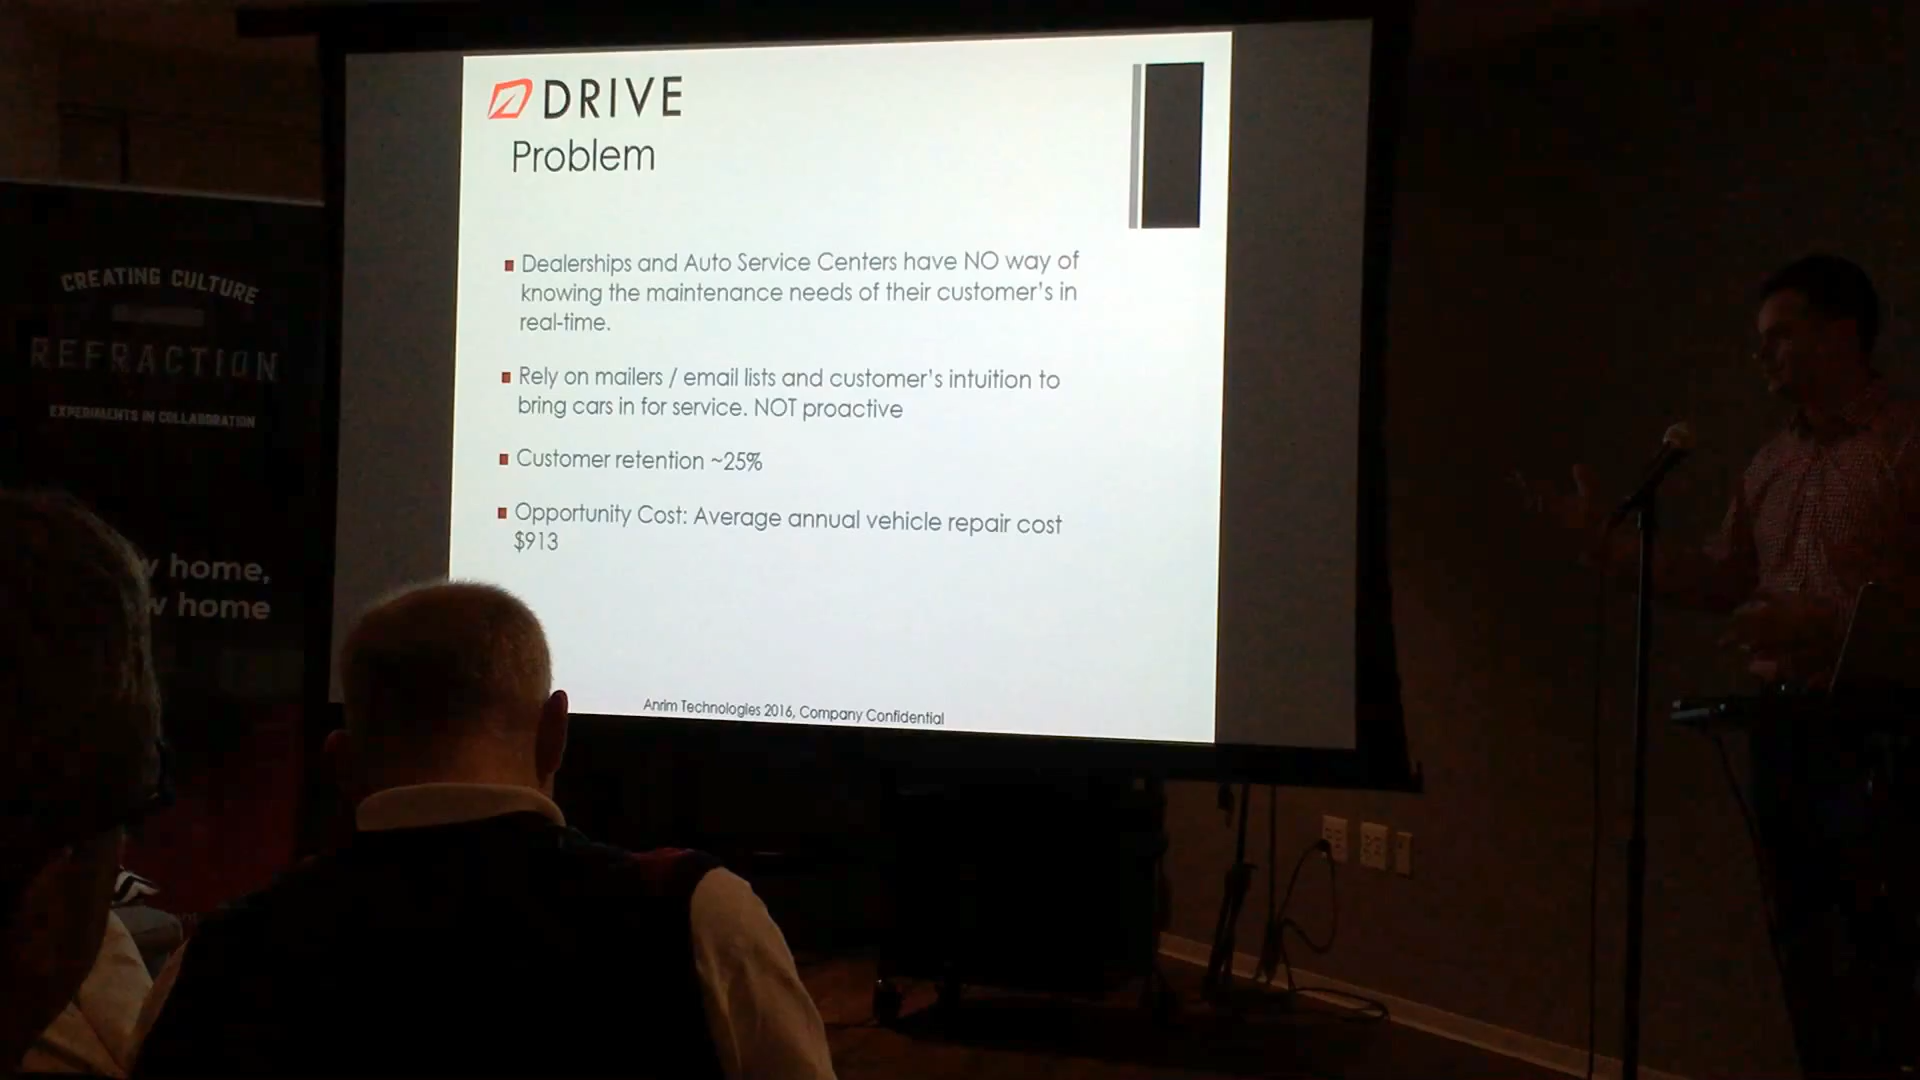 DRIVE
Problem
Dealerships and Auto Service Centers have NO way of
knowing the maintenance needs of their customer's in
real-time.
Rely on mailers / email lists and customer's intuition to
bring cars in for service. NOT proactive
Customer retention ~25%
Opportunity Cost: Average annual vehicle repair cost
$913
Anrim Technologies 2016, Company Confidential
CREATING CULTURE
REFRACTION
EXPERIMENTS IN COLLABORATION
home,
home